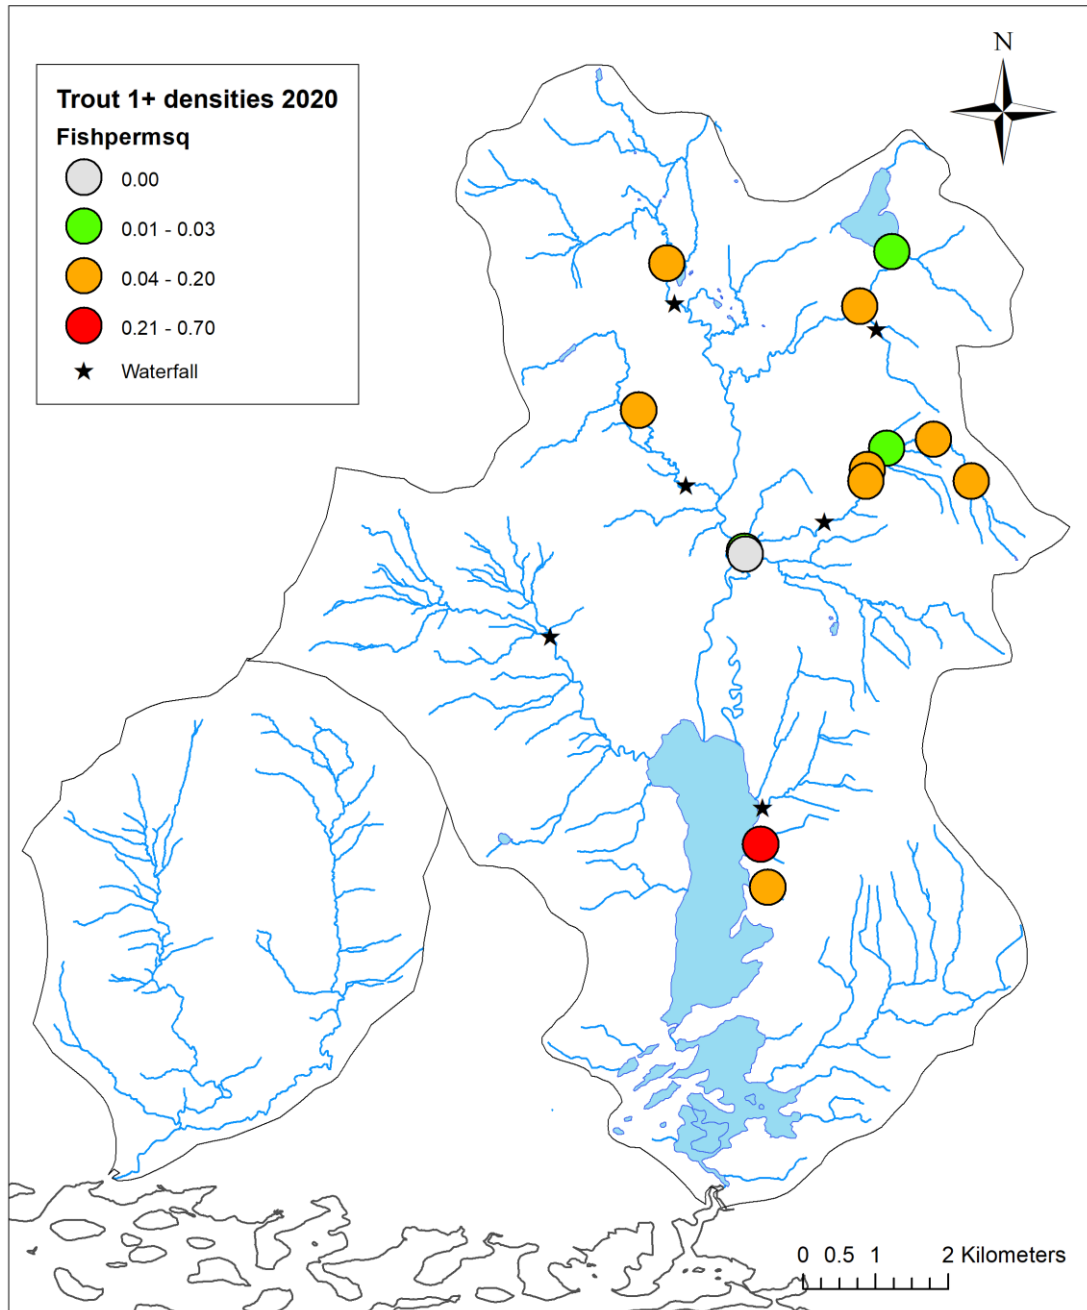 N
Trout 1+ densities 2020
Fishpermsq
0.00
0.01 - 0.03
0.04 - 0.20
0.21 - 0.70
Waterfall
0 0.5 1 2 Kilometers